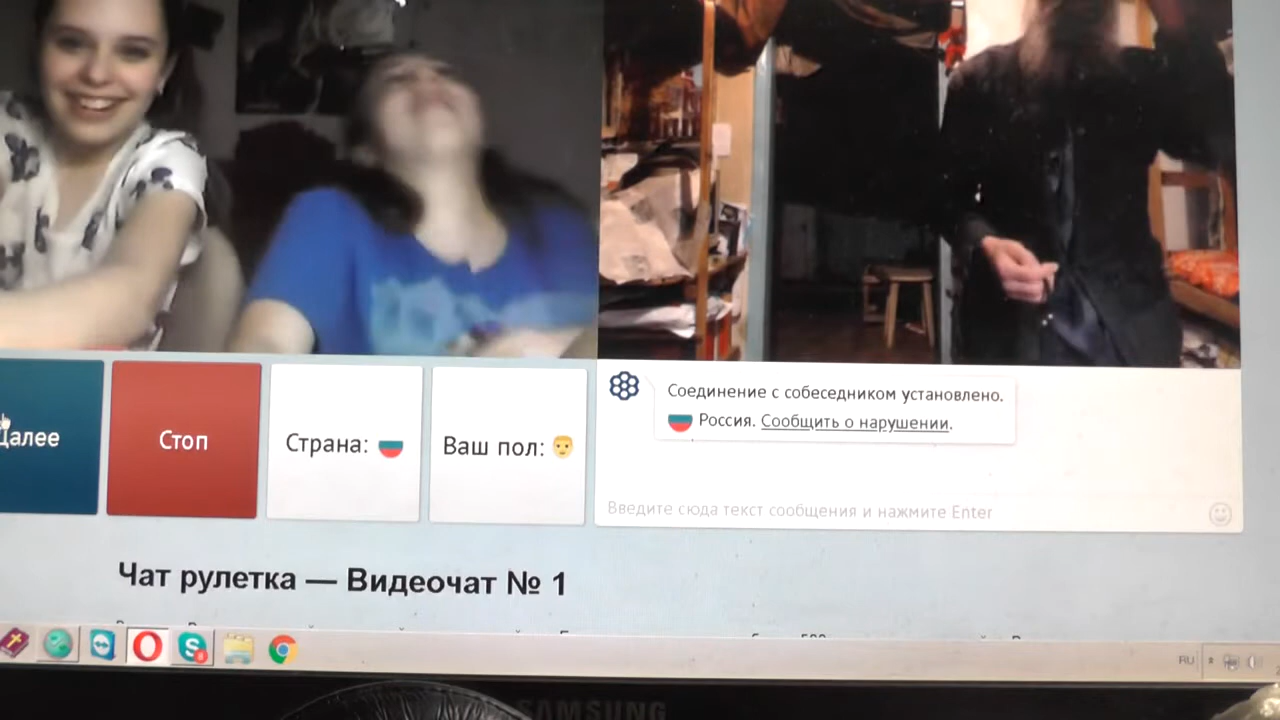 Соединение с собеседником установлено.
Россия. Сообщить о нарушении.
Далее
Стоп
Страна:
Ваш пол:
Введите сюда текст сообщения и нажмите Enter
Чат рулетка — Видеочат № 1
RU
SAMSUNG